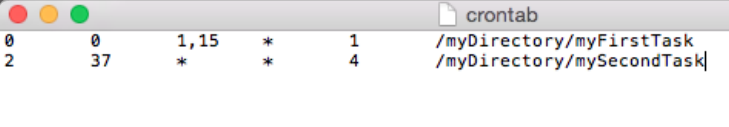 crontab
0 0 1,15 * 1 /myDirectory/myFirstTask
2 37 * * 4 /myDirectory/mySecondTask